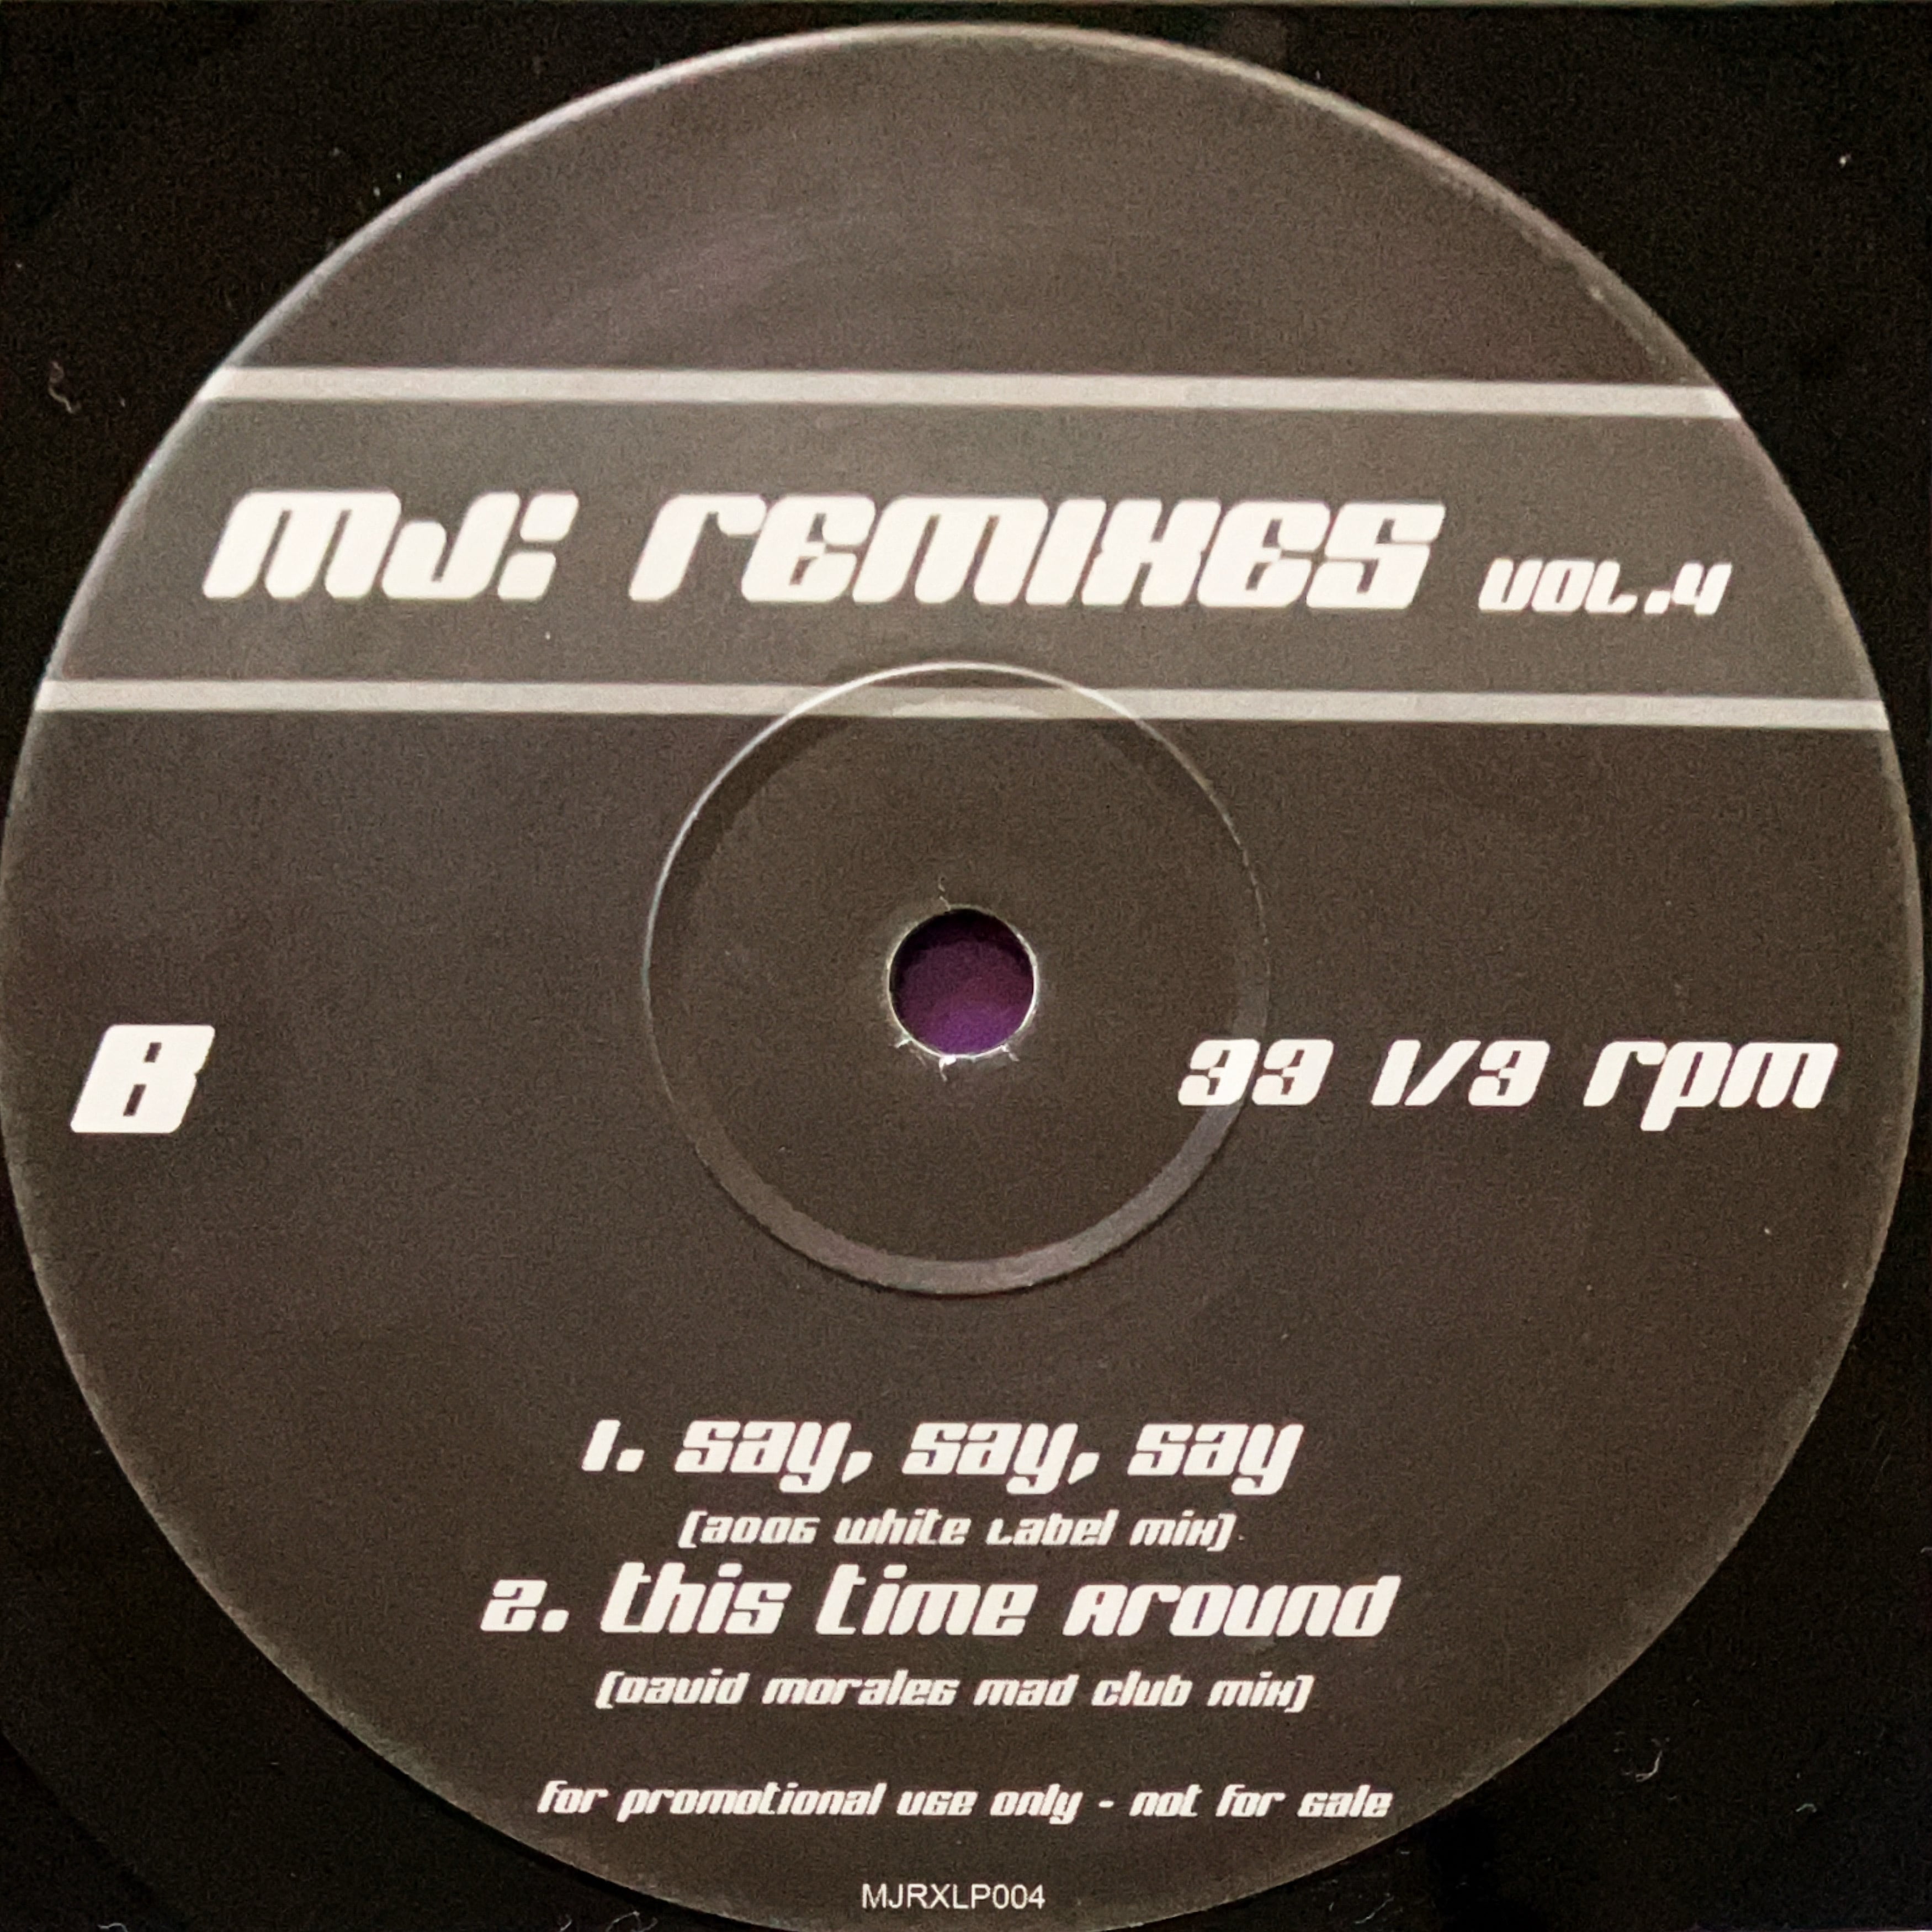 MJ: remixes vol.4
B
33 1/3 rpm
1. say, say, say
(2006 white label mix)
2. this time around
(david morales mad club mix)
for promotional use only - not for sale
MJRXLP004